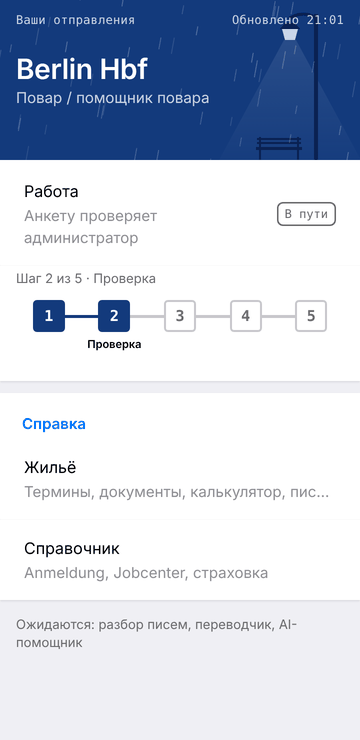 Ваши отправления
Обновлено 21:01
Berlin Hbf
Повар / помощник повара
Работа
Анкету проверяет
администратор
В пути
Шаг 2 из 5 · Проверка
1 2 3 4 5
Проверка
Справка
Жильё
Термины, документы, калькулятор, пис...
Справочник
Anmeldung, Jobcenter, страховка
Ожидаются: разбор писем, переводчик, AI-
помощник